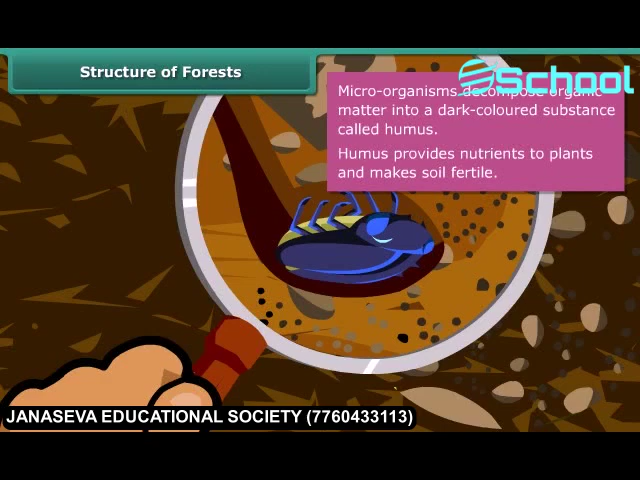 Structure of Forests
School
Micro-organisms decompose organic
matter into a dark-coloured substance
called humus.
Humus provides nutrients to plants
and makes soil fertile.
JANASEVA EDUCATIONAL SOCIETY (7760433113)